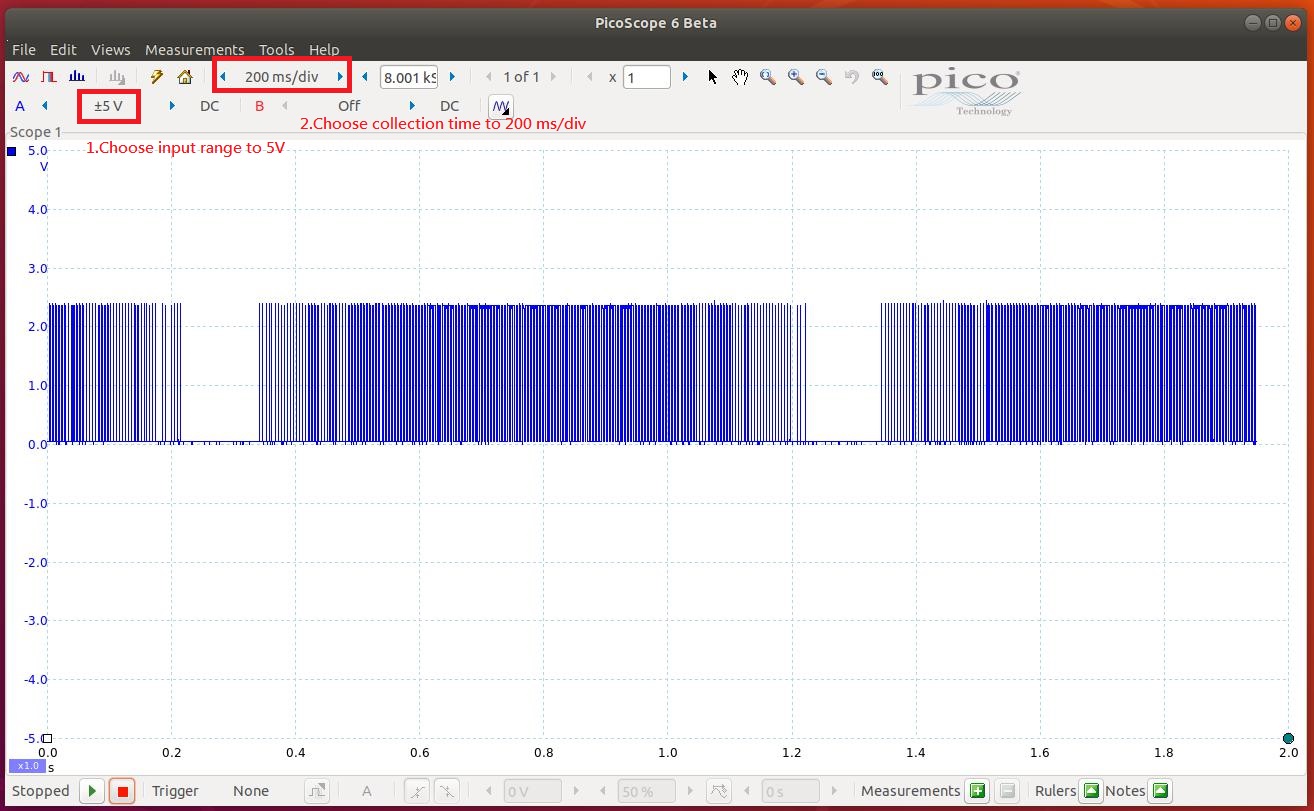 PicoScope 6 Beta
File Edit Views Measurements Tools Help
200 ms/div 8.001 kS 1 of 1 x 1
pico
Technology
A ±5 V DC B Off DC
2.Choose collection time to 200 ms/div
Scope 1
1.Choose input range to 5V
5.0
V
4.0
3.0
2.0
1.0
0.0
-1.0
-2.0
-3.0
-4.0
-5.0
0.0 0.2 0.4 0.6 0.8 1.0 1.2 1.4 1.6 1.8 2.0
x1.0 s
Stopped Trigger None A 0 V 50 % 0 s Measurements Rulers Notes